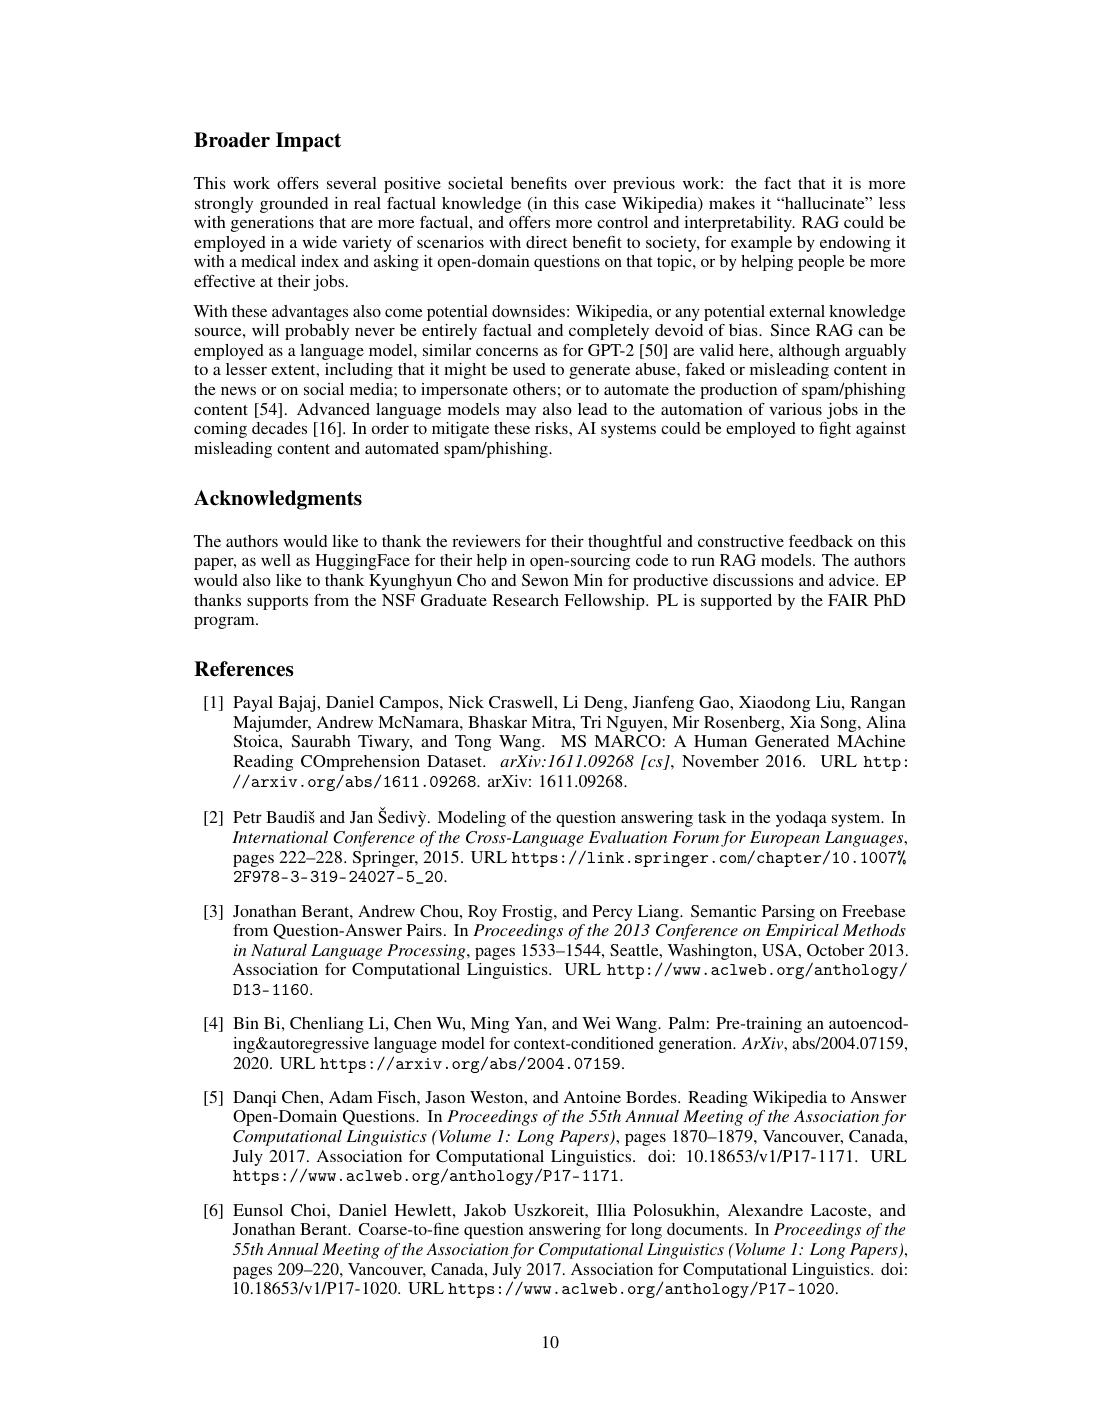 Broader Impact
This work offers several positive societal benefits over previous work: the fact that it is more
strongly grounded in real factual knowledge (in this case Wikipedia) makes it “hallucinate” less
with generations that are more factual, and offers more control and interpretability. RAG could be
employed in a wide variety of scenarios with direct benefit to society, for example by endowing it
with a medical index and asking it open-domain questions on that topic, or by helping people be more
effective at their jobs.
With these advantages also come potential downsides: Wikipedia, or any potential external knowledge
source, will probably never be entirely factual and completely devoid of bias. Since RAG can be
employed as a language model, similar concerns as for GPT-2 [50] are valid here, although arguably
to a lesser extent, including that it might be used to generate abuse, faked or misleading content in
the news or on social media; to impersonate others; or to automate the production of spam/phishing
content [54]. Advanced language models may also lead to the automation of various jobs in the
coming decades [16]. In order to mitigate these risks, AI systems could be employed to fight against
misleading content and automated spam/phishing.
Acknowledgments
The authors would like to thank the reviewers for their thoughtful and constructive feedback on this
paper, as well as HuggingFace for their help in open-sourcing code to run RAG models. The authors
would also like to thank Kyunghyun Cho and Sewon Min for productive discussions and advice. EP
thanks supports from the NSF Graduate Research Fellowship. PL is supported by the FAIR PhD
program.
References
[1] Payal Bajaj, Daniel Campos, Nick Craswell, Li Deng, Jianfeng Gao, Xiaodong Liu, Rangan
Majumder, Andrew McNamara, Bhaskar Mitra, Tri Nguyen, Mir Rosenberg, Xia Song, Alina
Stoica, Saurabh Tiwary, and Tong Wang. MS MARCO: A Human Generated MAchine
Reading COmprehension Dataset. arXiv:1611.09268 [cs], November 2016. URL http:
//arxiv.org/abs/1611.09268. arXiv: 1611.09268.
[2] Petr Baudiš and Jan Šedivỳ. Modeling of the question answering task in the yodaqa system. In
International Conference of the Cross-Language Evaluation Forum for European Languages,
pages 222–228. Springer, 2015. URL https://link.springer.com/chapter/10.1007%
2F978-3-319-24027-5_20.
[3] Jonathan Berant, Andrew Chou, Roy Frostig, and Percy Liang. Semantic Parsing on Freebase
from Question-Answer Pairs. In Proceedings of the 2013 Conference on Empirical Methods
in Natural Language Processing, pages 1533–1544, Seattle, Washington, USA, October 2013.
Association for Computational Linguistics. URL http://www.aclweb.org/anthology/
D13-1160.
[4] Bin Bi, Chenliang Li, Chen Wu, Ming Yan, and Wei Wang. Palm: Pre-training an autoencod-
ing&autoregressive language model for context-conditioned generation. ArXiv, abs/2004.07159,
2020. URL https://arxiv.org/abs/2004.07159.
[5] Danqi Chen, Adam Fisch, Jason Weston, and Antoine Bordes. Reading Wikipedia to Answer
Open-Domain Questions. In Proceedings of the 55th Annual Meeting of the Association for
Computational Linguistics (Volume 1: Long Papers), pages 1870–1879, Vancouver, Canada,
July 2017. Association for Computational Linguistics. doi: 10.18653/v1/P17-1171. URL
https://www.aclweb.org/anthology/P17-1171.
[6] Eunsol Choi, Daniel Hewlett, Jakob Uszkoreit, Illia Polosukhin, Alexandre Lacoste, and
Jonathan Berant. Coarse-to-fine question answering for long documents. In Proceedings of the
55th Annual Meeting of the Association for Computational Linguistics (Volume 1: Long Papers),
pages 209–220, Vancouver, Canada, July 2017. Association for Computational Linguistics. doi:
10.18653/v1/P17-1020. URL https://www.aclweb.org/anthology/P17-1020.
10